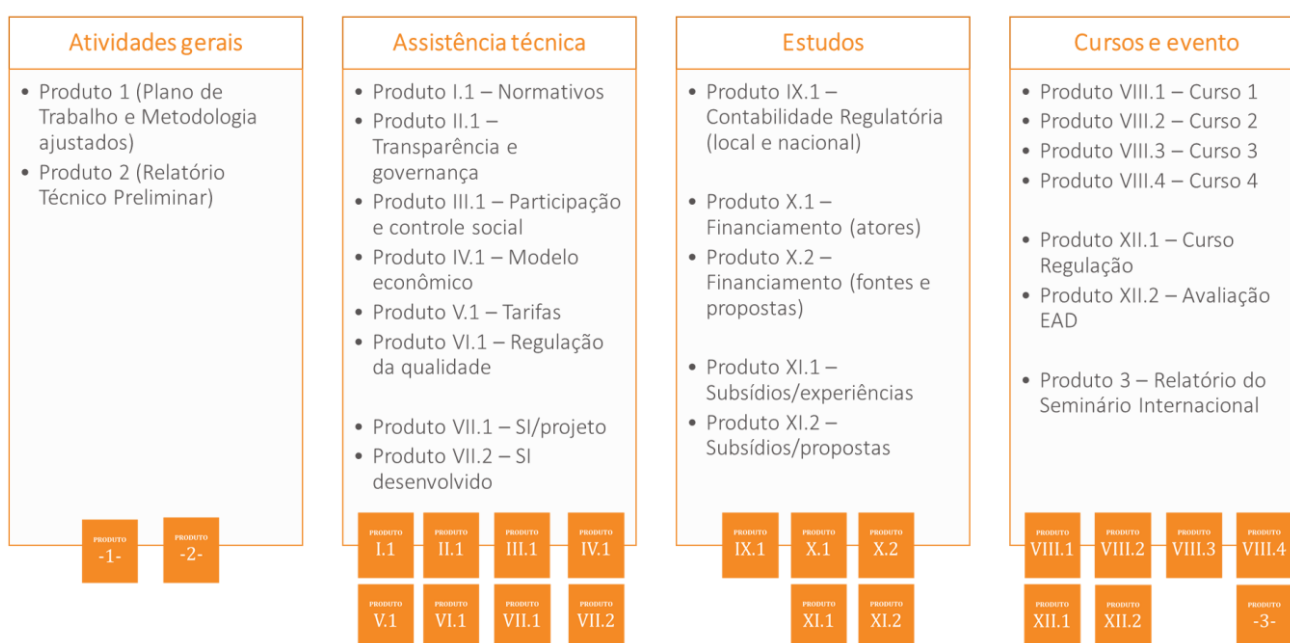 Atividades gerais
• Produto 1 (Plano de
Trabalho e Metodologia
ajustados)
• Produto 2 (Relatório
Técnico Preliminar)
PRODUTO
-1-
PRODUTO
-2-
Assistência técnica
• Produto I.1 – Normativos
• Produto II.1 –
Transparência e
governança
• Produto III.1 – Participação
e controle social
• Produto IV.1 – Modelo
econômico
• Produto V.1 – Tarifas
• Produto VI.1 – Regulação
da qualidade
• Produto VII.1 – SI/projeto
• Produto VII.2 – SI
desenvolvido
PRODUTO
I.1
PRODUTO
II.1
PRODUTO
III.1
PRODUTO
IV.1
PRODUTO
V.1
PRODUTO
VI.1
PRODUTO
VII.1
PRODUTO
VII.2
Estudos
• Produto IX.1 –
Contabilidade Regulatória
(local e nacional)
• Produto X.1 –
Financiamento (atores)
• Produto X.2 –
Financiamento (fontes e
propostas)
• Produto XI.1 –
Subsídios/experiências
• Produto XI.2 –
Subsídios/propostas
PRODUTO
IX.1
PRODUTO
X.1
PRODUTO
X.2
PRODUTO
XI.1
PRODUTO
XI.2
Cursos e evento
• Produto VIII.1 – Curso 1
• Produto VIII.2 – Curso 2
• Produto VIII.3 – Curso 3
• Produto VIII.4 – Curso 4
• Produto XII.1 – Curso
Regulação
• Produto XII.2 – Avaliação
EAD
• Produto 3 – Relatório do
Seminário Internacional
PRODUTO
VIII.1
PRODUTO
VIII.2
PRODUTO
VIII.3
PRODUTO
VIII.4
PRODUTO
XII.1
PRODUTO
XII.2
PRODUTO
-3-